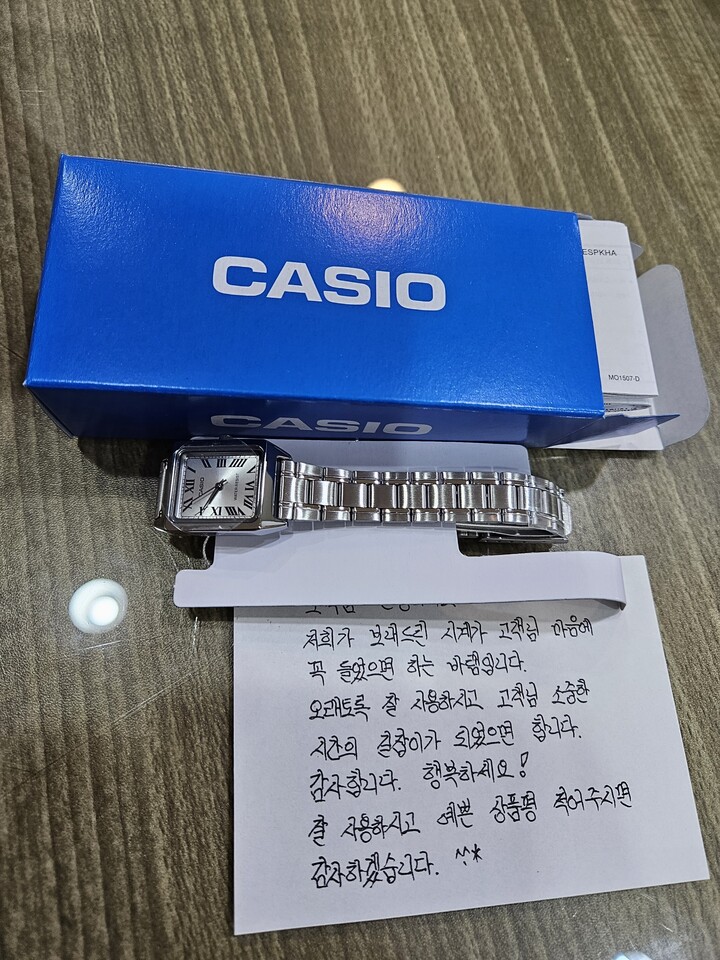 CASIO
ESPKHA
MO1507-D
CASIO
CASIO
저희가 보내드린 시계가 고객님 마음에
꼭 들었으면 하는 바램입니다.
오래토록 잘 사용하시고 고객님 소중한
시간의 길잡이가 되었으면 합니다.
감사합니다. 행복하세요!
잘 사용하시고 예쁜 상품평 적어주시면
감사하겠습니다. ^^*